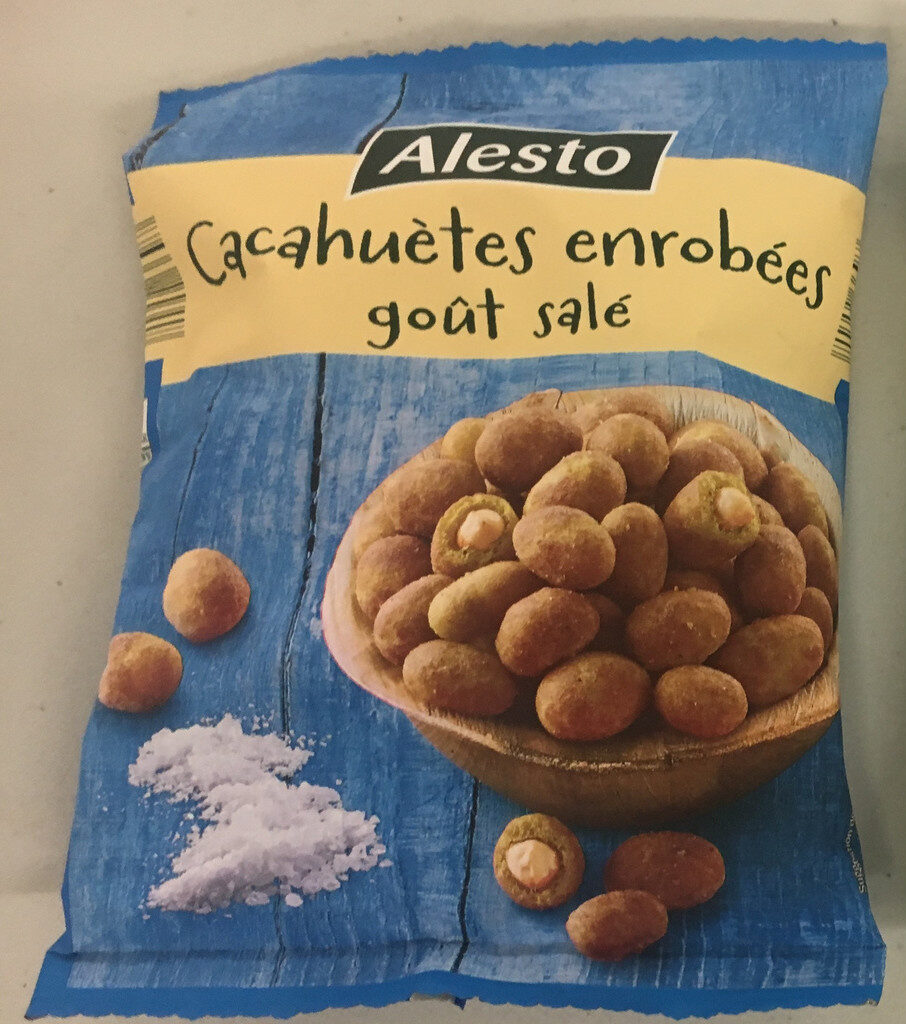 Alesto
Cacahuètes enrobées
goût salé